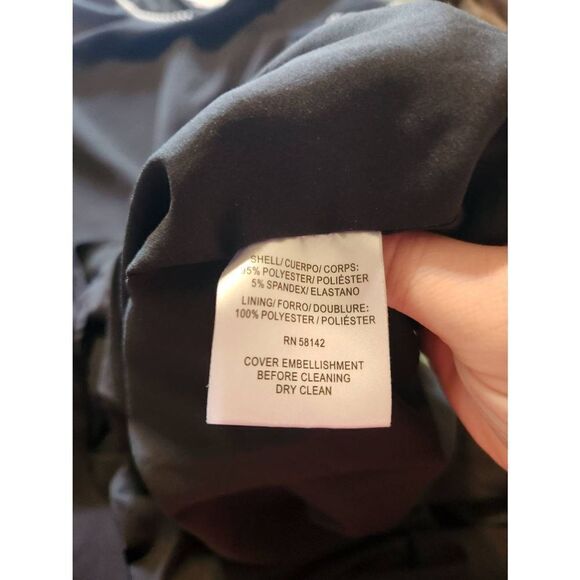 SHELL/ CUERPO/ CORPS:
95% POLYESTER/ POLIÉSTER
5% SPANDEX/ ELASTANO
LINING/ FORRO/ DOUBLURE:
100% POLYESTER / POLIÉSTER
RN 58142
COVER EMBELLISHMENT
BEFORE CLEANING
DRY CLEAN